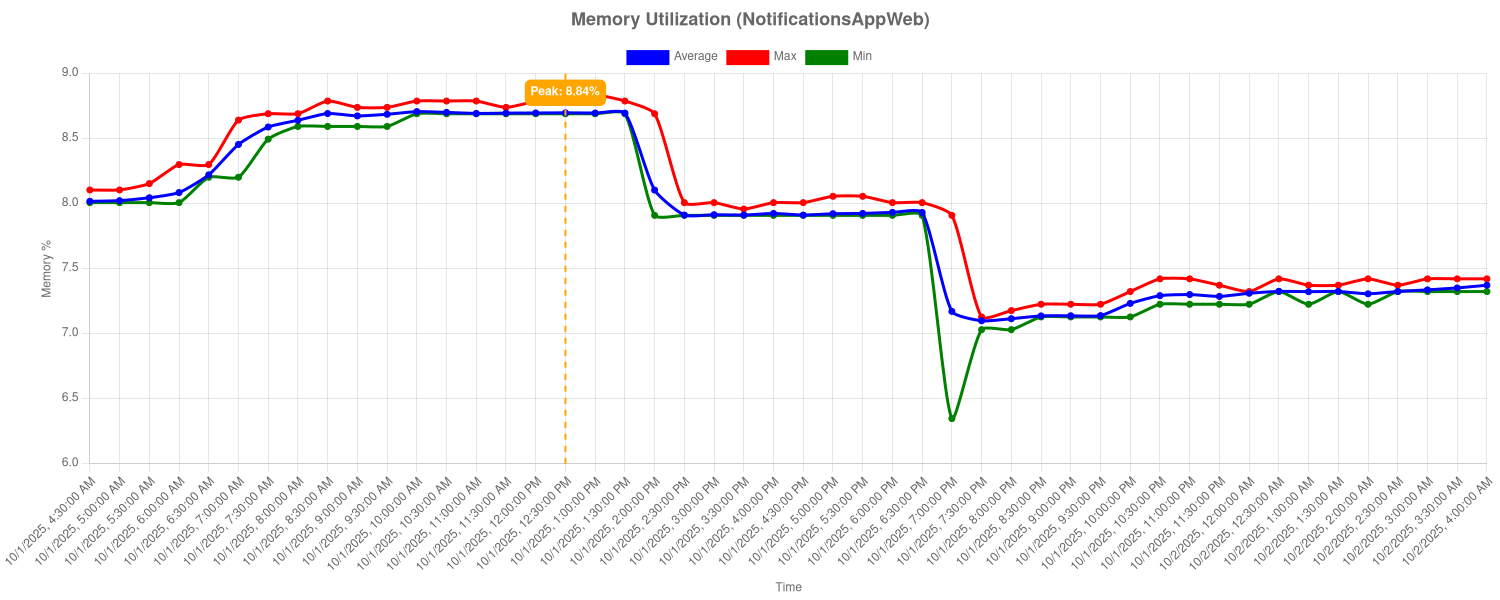 Memory Utilization (NotificationsAppWeb)
Average Max Min
Peak: 8.84%
9.0
8.5
8.0
7.5
7.0
6.5
6.0
Memory %
10/1/2025, 4:30:00 AM
10/1/2025, 5:00:00 AM
10/1/2025, 5:30:00 AM
10/1/2025, 6:00:00 AM
10/1/2025, 6:30:00 AM
10/1/2025, 7:00:00 AM
10/1/2025, 7:30:00 AM
10/1/2025, 8:00:00 AM
10/1/2025, 8:30:00 AM
10/1/2025, 9:00:00 AM
10/1/2025, 9:30:00 AM
10/1/2025, 10:00:00 AM
10/1/2025, 10:30:00 AM
10/1/2025, 11:00:00 AM
10/1/2025, 11:30:00 AM
10/1/2025, 12:00:00 PM
10/1/2025, 12:30:00 PM
10/1/2025, 1:00:00 PM
10/1/2025, 1:30:00 PM
10/1/2025, 2:00:00 PM
10/1/2025, 2:30:00 PM
10/1/2025, 3:00:00 PM
10/1/2025, 3:30:00 PM
10/1/2025, 4:00:00 PM
10/1/2025, 4:30:00 PM
10/1/2025, 5:00:00 PM
10/1/2025, 5:30:00 PM
10/1/2025, 6:00:00 PM
10/1/2025, 6:30:00 PM
10/1/2025, 7:00:00 PM
10/1/2025, 7:30:00 PM
10/1/2025, 8:00:00 PM
10/1/2025, 8:30:00 PM
10/1/2025, 9:00:00 PM
10/1/2025, 9:30:00 PM
10/1/2025, 10:00:00 PM
10/1/2025, 10:30:00 PM
10/1/2025, 11:00:00 PM
10/1/2025, 11:30:00 PM
10/2/2025, 12:00:00 AM
10/2/2025, 12:30:00 AM
10/2/2025, 1:00:00 AM
10/2/2025, 1:30:00 AM
10/2/2025, 2:00:00 AM
10/2/2025, 2:30:00 AM
10/2/2025, 3:00:00 AM
10/2/2025, 3:30:00 AM
10/2/2025, 4:00:00 AM
Time